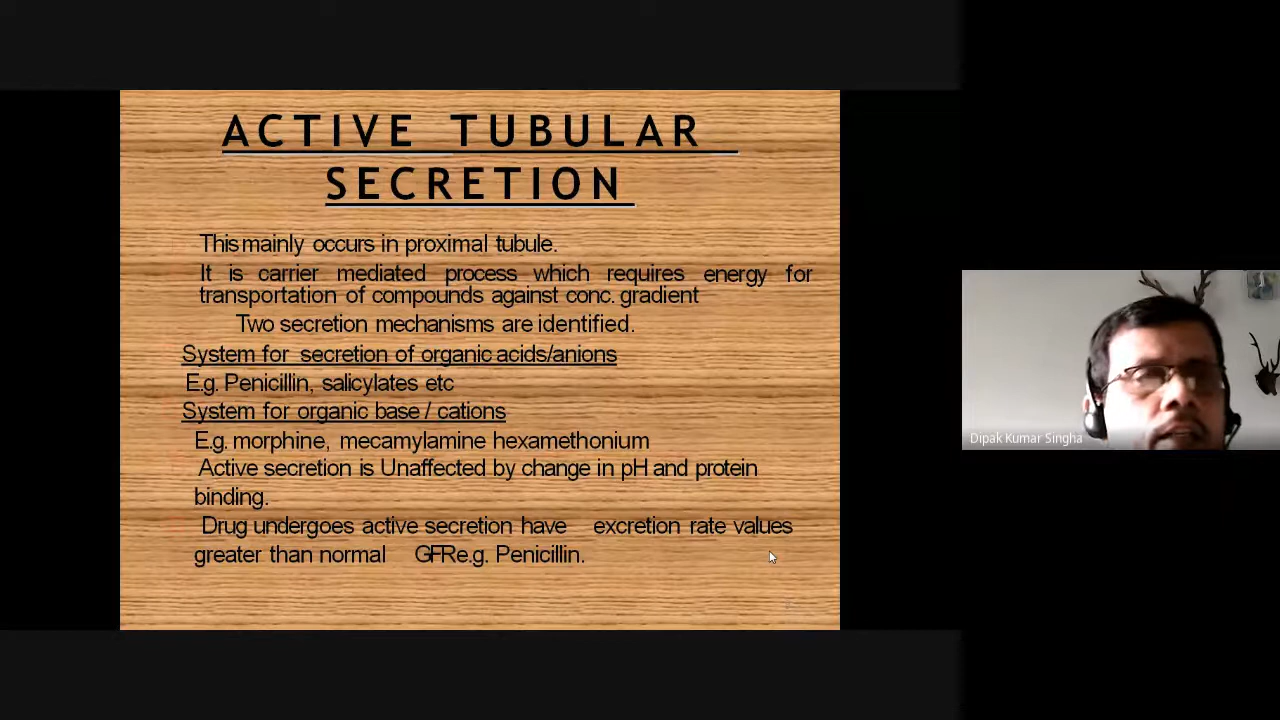 ACTIVE TUBULAR
SECRETION
This mainly occurs in proximal tubule.
It is carrier mediated process which requires energy for
transportation of compounds against conc. gradient
Two secretion mechanisms are identified.
System for secretion of organic acids/anions
E.g. Penicillin, salicylates etc
System for organic base / cations
E.g. morphine, mecamylamine hexamethonium
Active secretion is Unaffected by change in pH and protein
binding.
Drug undergoes active secretion have excretion rate values
greater than normal GFR e.g. Penicillin.
Dipak Kumar Singha